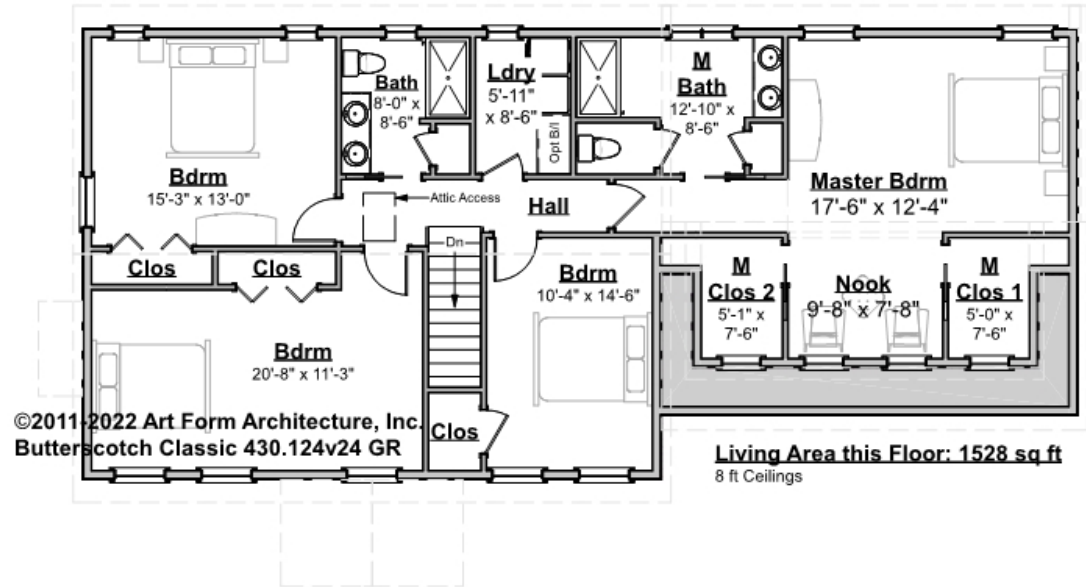 Bdrm
15'-3" x 13'-0"
Bath
8'-0" x
8'-6"
Ldry
5'-11"
x 8'-6"
Opt B/I
M
Bath
12'-10" x
8'-6"
Master Bdrm
17'-6" x 12'-4"
Attic Access
Hall
Clos
Clos
Dn
Bdrm
10'-4" x 14'-6"
M
Clos 2
5'-1" x
7'-6"
Nook
9'-8" x 7'-8"
M
Clos 1
5'-0" x
7'-6"
Bdrm
20'-8" x 11'-3"
Clos
©2011-2022 Art Form Architecture, Inc.
Butterscotch Classic 430.124v24 GR
Living Area this Floor: 1528 sq ft
8 ft Ceilings